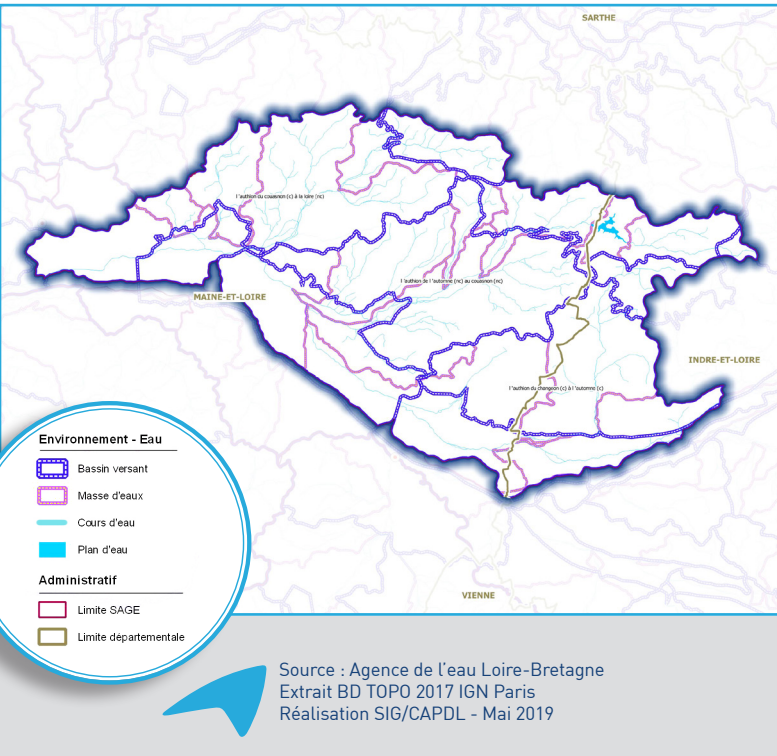 SARTHE
l'authion du couasnon (c) à la loire (nc)
l'authion de l'automne (nc) au couasnon (nc)
MAINE-ET-LOIRE
INDRE-ET-LOIRE
l'authion du changeon (c) à l'automne (c)
Environnement - Eau
Bassin versant
Masse d'eaux
Cours d'eau
Plan d'eau
Administratif
Limite SAGE
Limite départementale
VIENNE
Source : Agence de l'eau Loire-Bretagne
Extrait BD TOPO 2017 IGN Paris
Réalisation SIG/CAPDL - Mai 2019